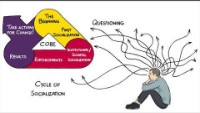 THE
BEGINNING
TAKE ACTION
FOR CHANGE!
FIRST
SOCIALIZATION
CORE
RESULTS
ENFORCEMENTS
INSTITUTIONAL/
CULTURAL
SOCIALIZATION
QUESTIONING
CYCLE OF
SOCIALIZATION